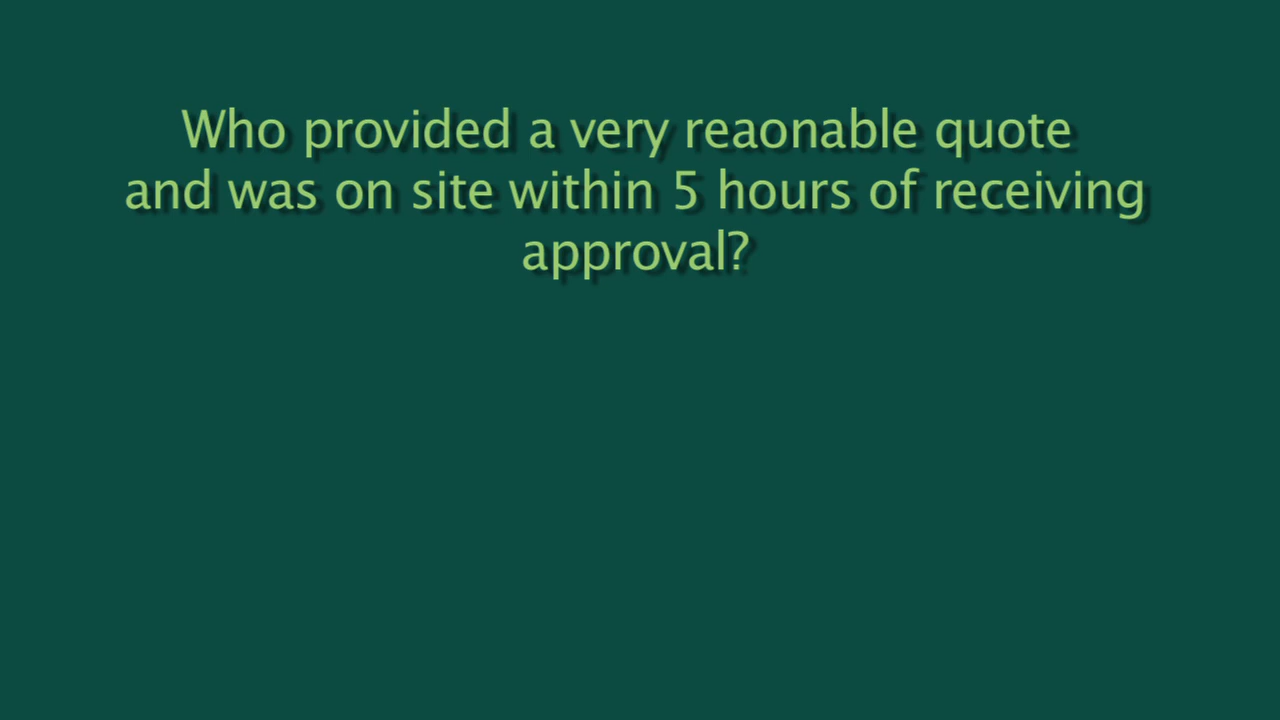 Who provided a very reaonable quote
and was on site within 5 hours of receiving
approval?